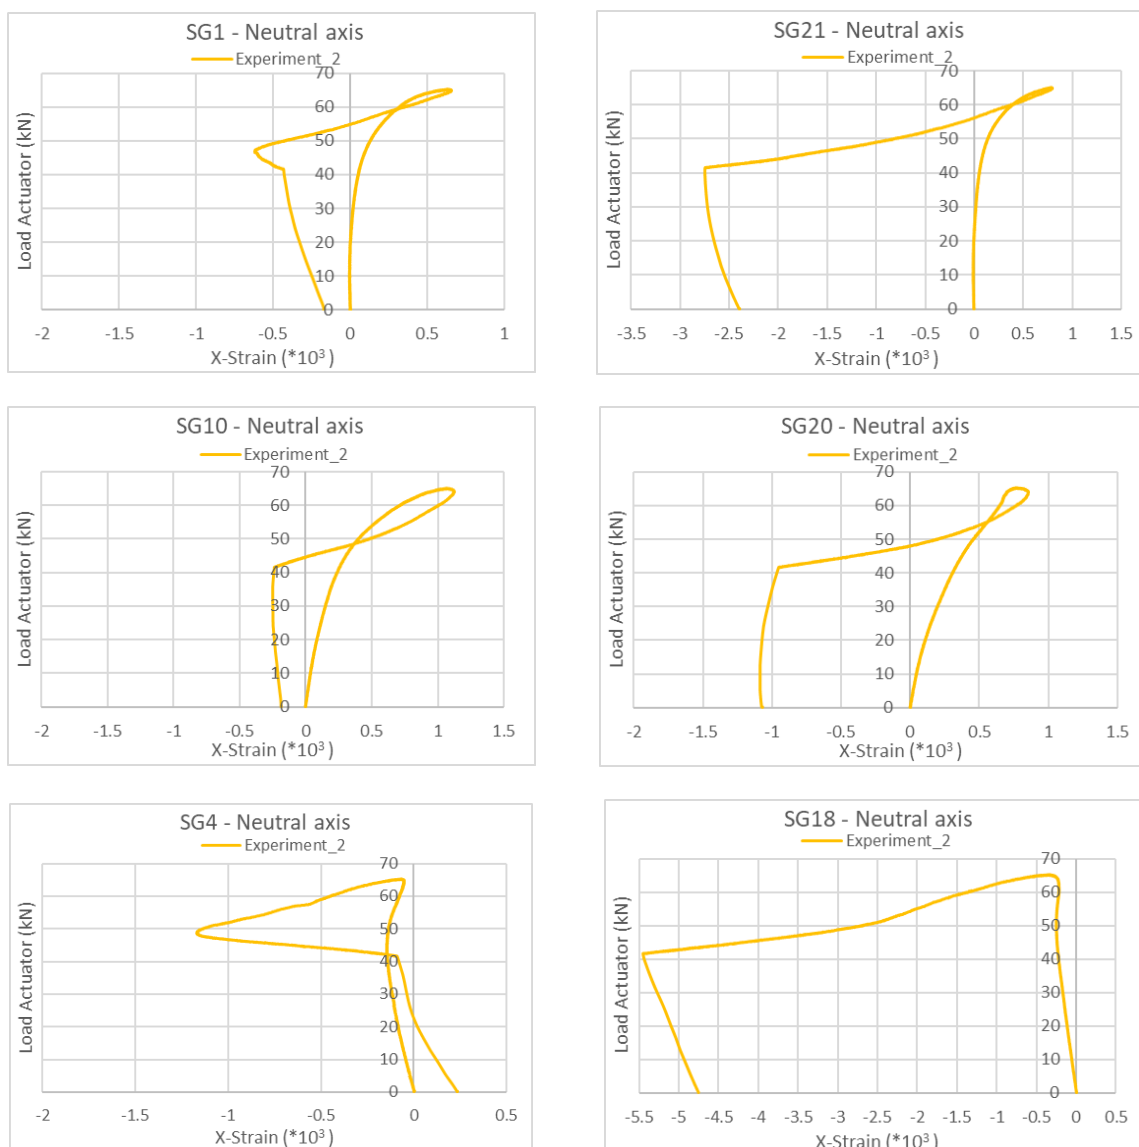 SG1 - Neutral axis
Experiment_2
70
60
50
40
30
20
10
0
Load Actuator (kN)
-2 -1.5 -1 -0.5 0 0.5 1
X-Strain (*10³)
SG21 - Neutral axis
Experiment_2
70
60
50
40
30
20
10
0
Load Actuator (kN)
-3.5 -3 -2.5 -2 -1.5 -1 -0.5 0 0.5 1 1.5
X-Strain (*10³)
SG10 - Neutral axis
Experiment_2
70
60
50
40
30
20
10
0
Load Actuator (kN)
-2 -1.5 -1 -0.5 0 0.5 1 1.5
X-Strain (*10³)
SG20 - Neutral axis
Experiment_2
70
60
50
40
30
20
10
0
Load Actuator (kN)
-2 -1.5 -1 -0.5 0 0.5 1 1.5
X-Strain (*10³)
SG4 - Neutral axis
Experiment_2
70
60
50
40
30
20
10
0
Load Actuator (kN)
-2 -1 -0.5 0 0.5
X-Strain (*10³)
SG18 - Neutral axis
Experiment_2
70
60
50
40
30
20
10
0
Load Actuator (kN)
-5.5 -5 -4.5 -4 -3.5 -3 -2.5 -2 -1.5 -1 -0.5 0 0.5
X-Strain (*10³)